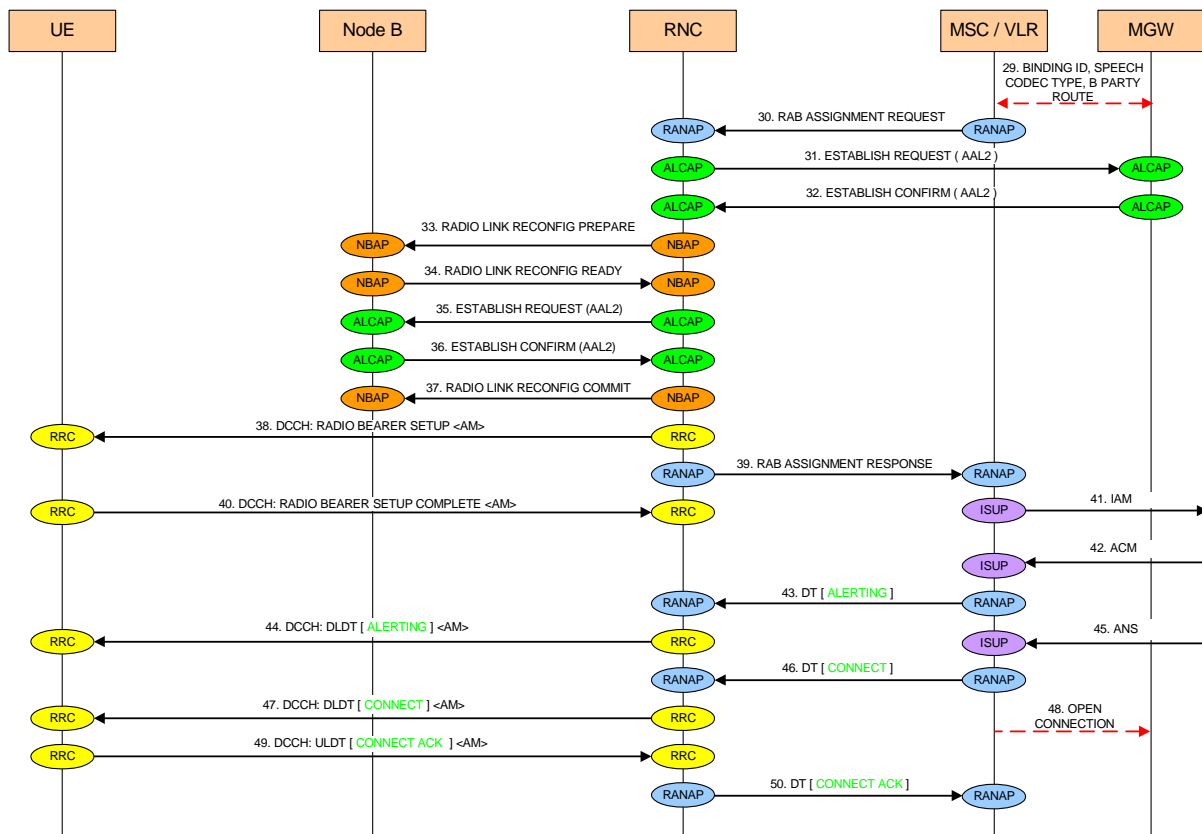 UE
Node B
RNC
MSC / VLR
MGW
29. BINDING ID, SPEECH
CODEC TYPE, B PARTY
ROUTE
30. RAB ASSIGNMENT REQUEST
RANAP
RANAP
31. ESTABLISH REQUEST ( AAL2 )
ALCAP
ALCAP
32. ESTABLISH CONFIRM ( AAL2 )
ALCAP
ALCAP
33. RADIO LINK RECONFIG PREPARE
NBAP
NBAP
34. RADIO LINK RECONFIG READY
NBAP
NBAP
35. ESTABLISH REQUEST (AAL2)
ALCAP
ALCAP
36. ESTABLISH CONFIRM (AAL2)
ALCAP
ALCAP
37. RADIO LINK RECONFIG COMMIT
NBAP
NBAP
38. DCCH: RADIO BEARER SETUP <AM>
RRC
RRC
39. RAB ASSIGNMENT RESPONSE
RANAP
RANAP
40. DCCH: RADIO BEARER SETUP COMPLETE <AM>
RRC
RRC
41. IAM
ISUP
42. ACM
ISUP
43. DT [ ALERTING ]
RANAP
RANAP
44. DCCH: DLDT [ ALERTING ] <AM>
RRC
RRC
45. ANS
ISUP
46. DT [ CONNECT ]
RANAP
RANAP
47. DCCH: DLDT [ CONNECT ] <AM>
RRC
RRC
48. OPEN
CONNECTION
49. DCCH: ULDT [ CONNECT ACK ] <AM>
RRC
RRC
50. DT [ CONNECT ACK ]
RANAP
RANAP